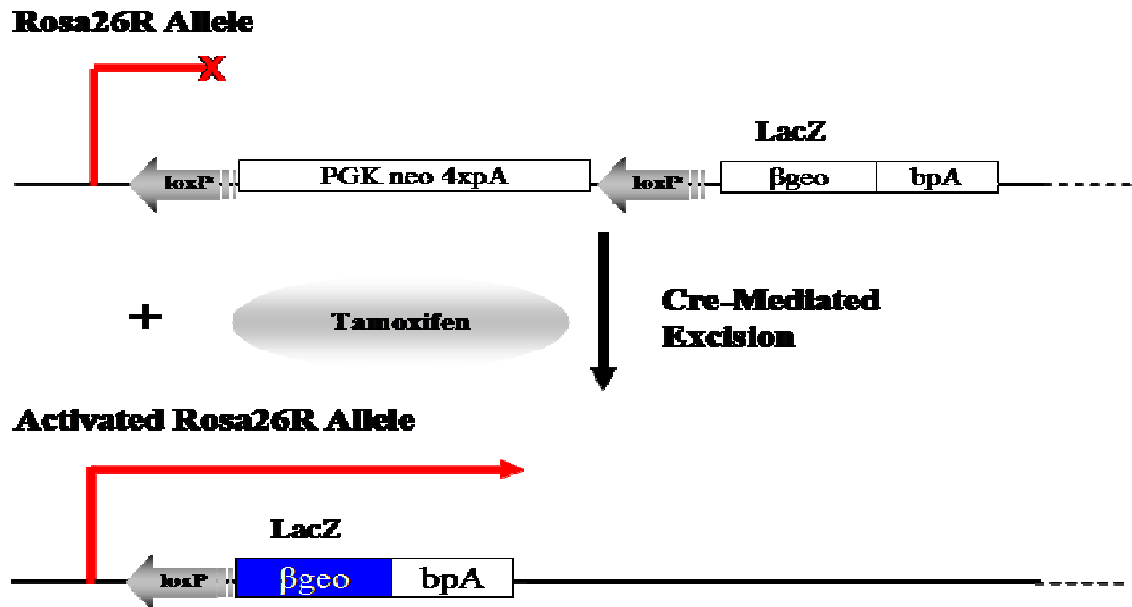 Rosa26R Allele
LacZ
loxP PGK neo 4xpA loxP βgeo bpA
+ Tamoxifen
Cre-Mediated
Excision
Activated Rosa26R Allele
LacZ
loxP βgeo bpA